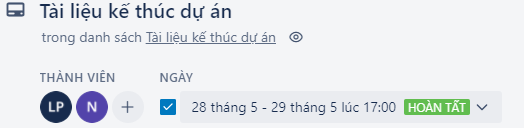 Tài liệu kế thúc dự án
trong danh sách Tài liệu kế thúc dự án
THÀNH VIÊN NGÀY
LP N + 28 tháng 5 - 29 tháng 5 lúc 17:00 HOÀN TẤT